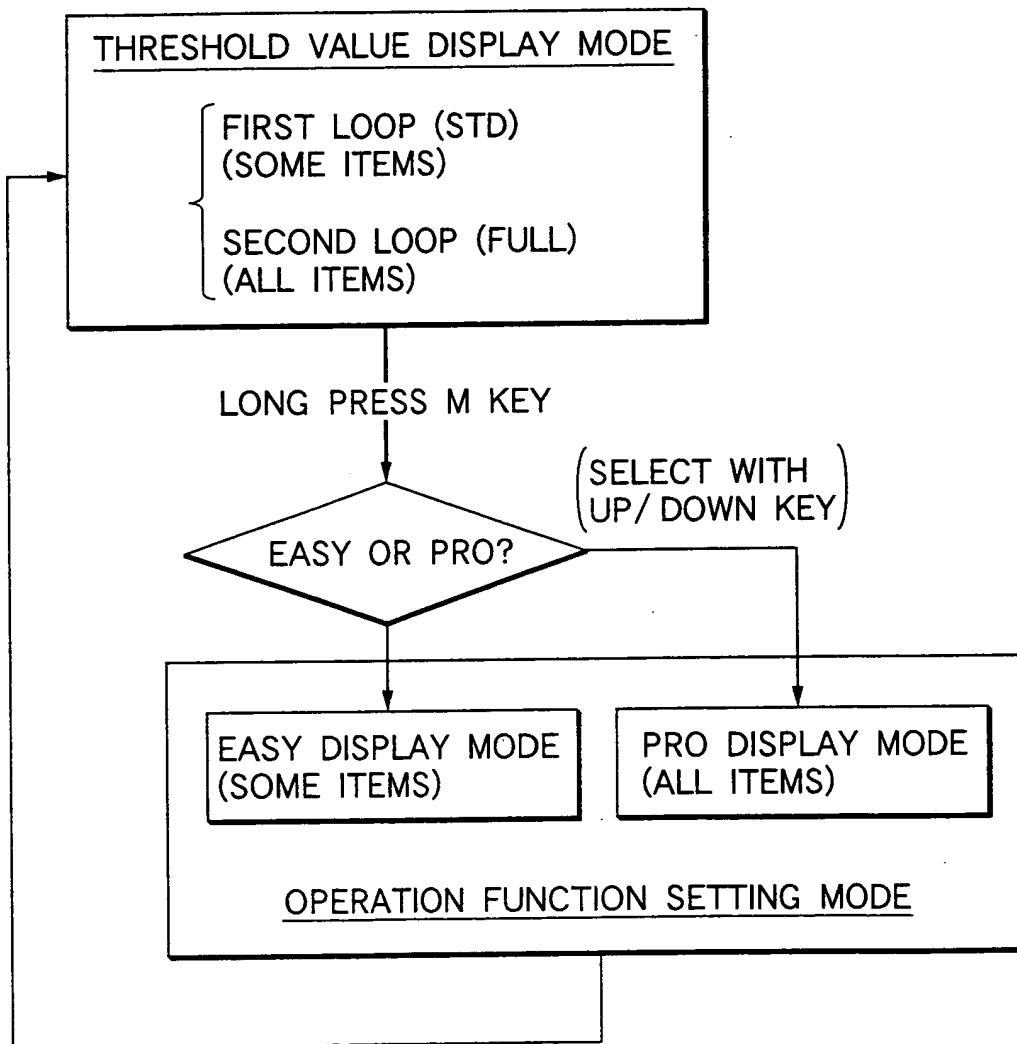 THRESHOLD VALUE DISPLAY MODE
FIRST LOOP (STD)
(SOME ITEMS)
SECOND LOOP (FULL)
(ALL ITEMS)
LONG PRESS M KEY
(SELECT WITH
UP/DOWN KEY)
EASY OR PRO?
EASY DISPLAY MODE
(SOME ITEMS)
PRO DISPLAY MODE
(ALL ITEMS)
OPERATION FUNCTION SETTING MODE